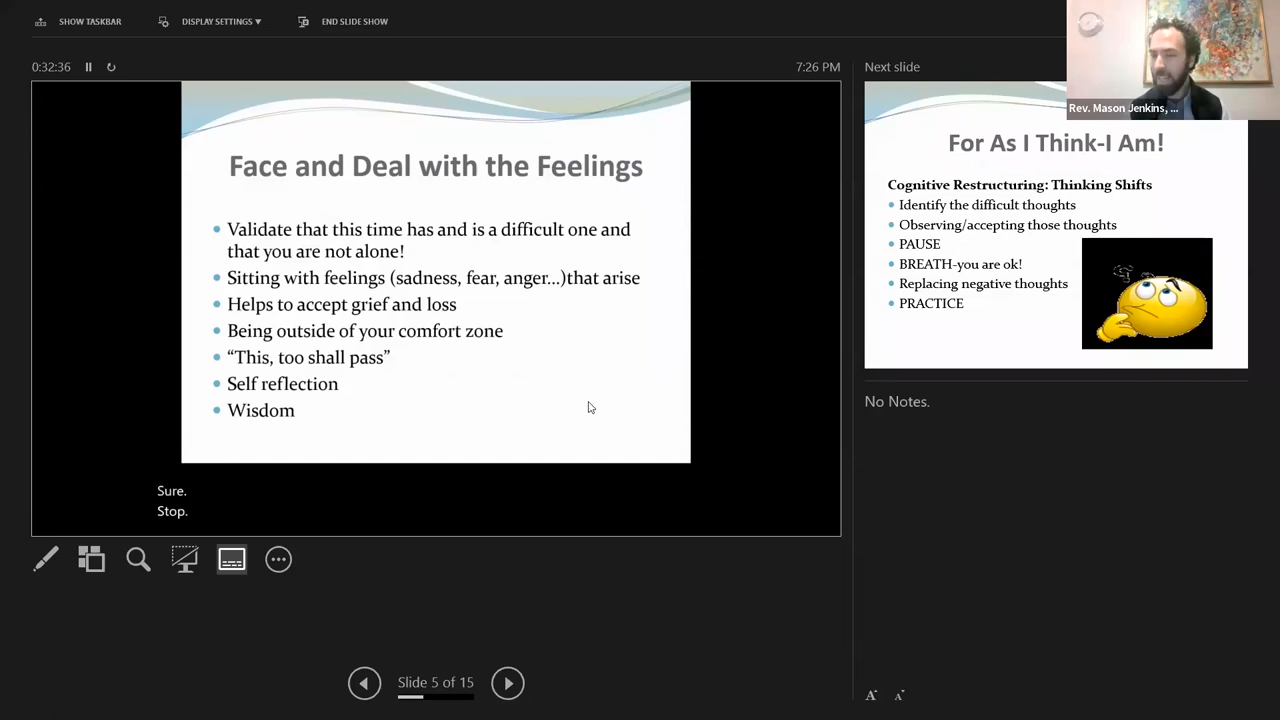 SHOW TASKBAR
DISPLAY SETTINGS ▼
END SLIDE SHOW
0:32:36
7:26 PM
Face and Deal with the Feelings
• Validate that this time has and is a difficult one and
that you are not alone!
• Sitting with feelings (sadness, fear, anger...)that arise
• Helps to accept grief and loss
• Being outside of your comfort zone
• “This, too shall pass”
• Self reflection
• Wisdom
Sure.
Stop.
Slide 5 of 15
Next slide
Rev. Mason Jenkins, ...
For As I Think-I Am!
Cognitive Restructuring: Thinking Shifts
• Identify the difficult thoughts
• Observing/accepting those thoughts
• PAUSE
• BREATH-you are ok!
• Replacing negative thoughts
• PRACTICE
No Notes.
A
A